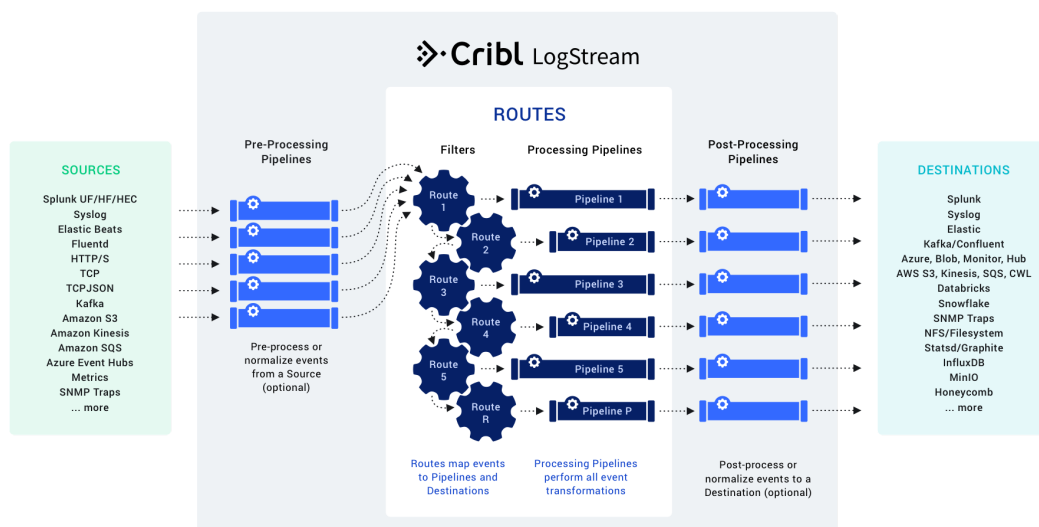 Cribl LogStream
ROUTES
Pre-Processing
Pipelines
Filters
Processing Pipelines
Post-Processing
Pipelines
SOURCES
Splunk UF/HF/HEC
Syslog
Elastic Beats
Fluentd
HTTP/S
TCP
TCPJSON
Kafka
Amazon S3
Amazon Kinesis
Amazon SQS
Azure Event Hubs
Metrics
SNMP Traps
... more
Pre-process or
normalize events
from a Source
(optional)
Route
1
Pipeline 1
Route
2
Pipeline 2
Route
3
Pipeline 3
Route
4
Pipeline 4
Route
5
Pipeline 5
Route
R
Pipeline P
Routes map events
to Pipelines and
Destinations
Processing Pipelines
perform all event
transformations
Post-process or
normalize events to a
Destination (optional)
DESTINATIONS
Splunk
Syslog
Elastic
Kafka/Confluent
Azure, Blob, Monitor, Hub
AWS S3, Kinesis, SQS, CWL
Databricks
Snowflake
SNMP Traps
NFS/Filesystem
Statsd/Graphite
InfluxDB
MinIO
Honeycomb
... more